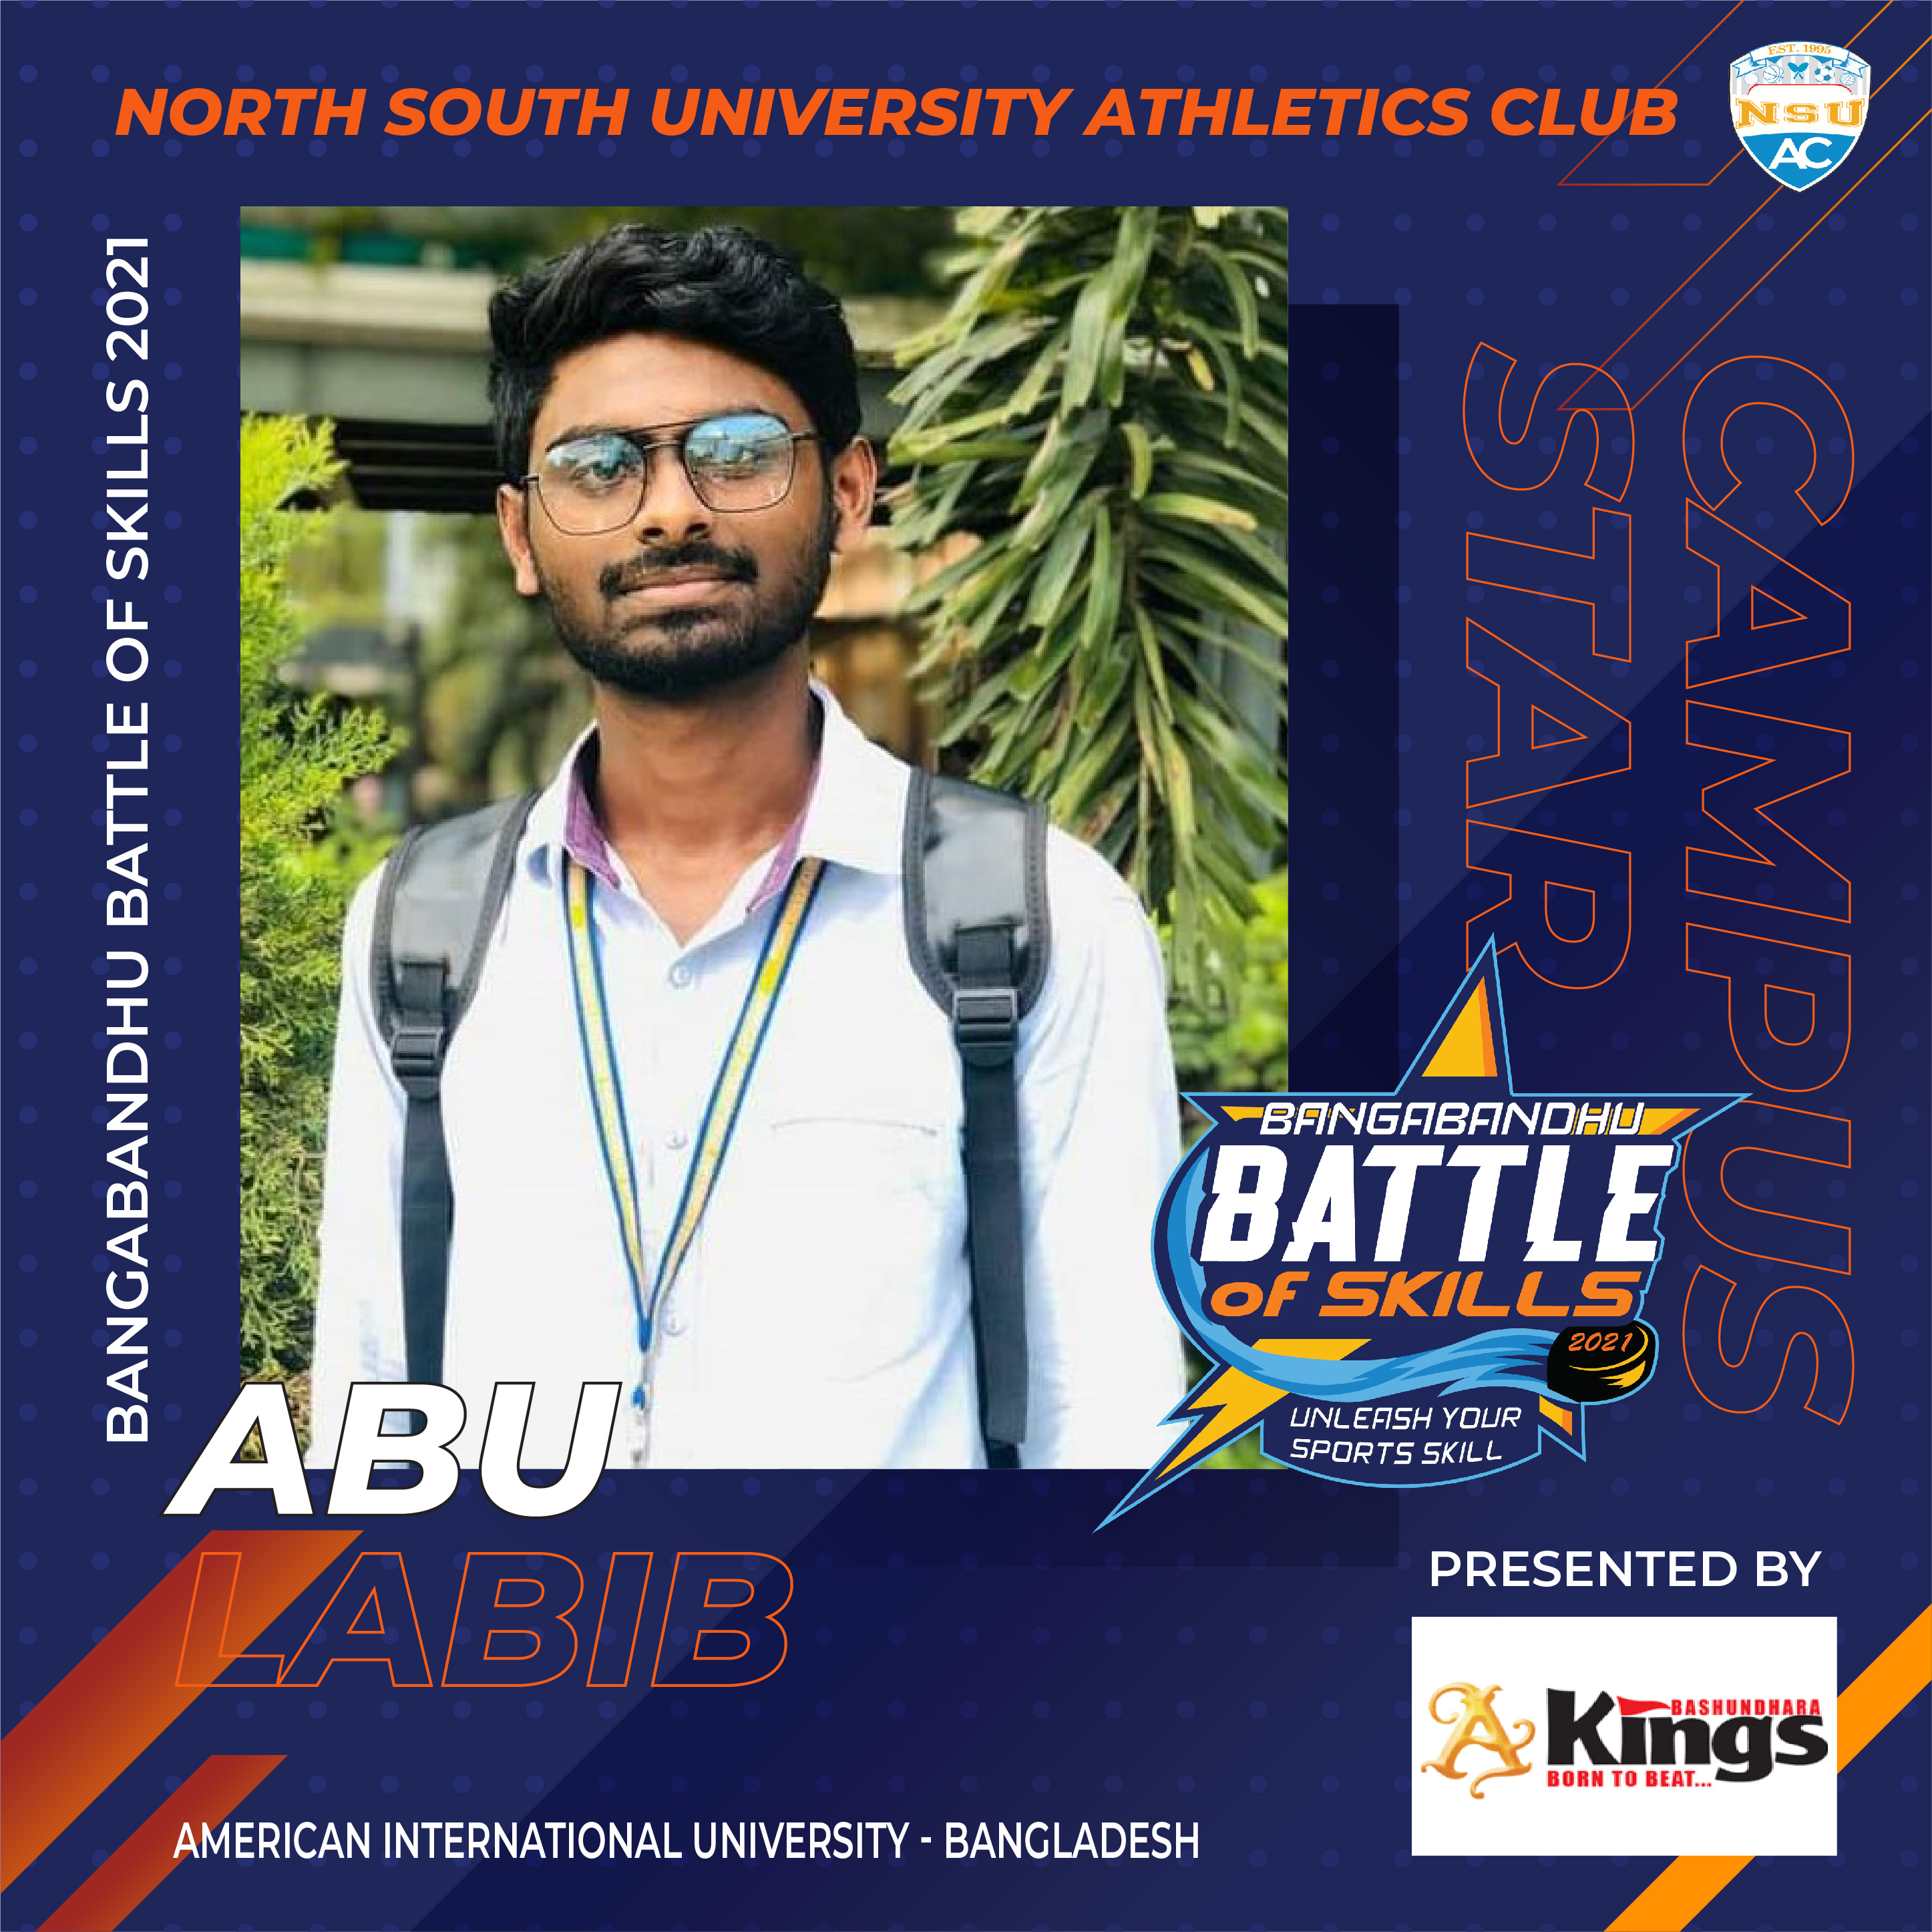 NORTH SOUTH UNIVERSITY ATHLETICS CLUB
EST. 1995
NSU
AC
BANGABANDHU BATTLE OF SKILLS 2021
CAMPUS
STAR
BANGABANDHU
BATTLE
OF SKILLS
2021
UNLEASH YOUR
SPORTS SKILL
ABU
LABIB
PRESENTED BY
A
BASHUNDHARA
Kings
BORN TO BEAT...
AMERICAN INTERNATIONAL UNIVERSITY - BANGLADESH